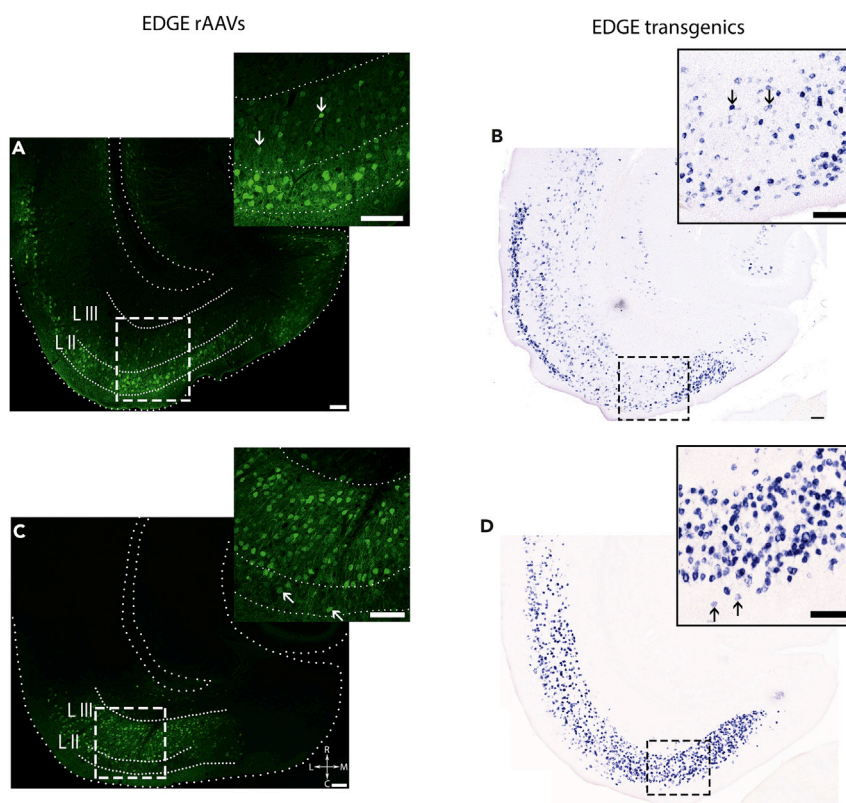 EDGE rAAVs
EDGE transgenics
A
L III
L II
B
C
L III
L II
R
L M
C
D